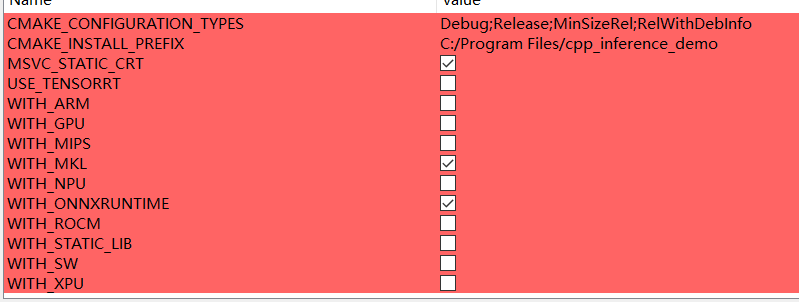 Name Value
CMAKE_CONFIGURATION_TYPES Debug;Release;MinSizeRel;RelWithDebInfo
CMAKE_INSTALL_PREFIX C:/Program Files/cpp_inference_demo
MSVC_STATIC_CRT
USE_TENSORRT
WITH_ARM
WITH_GPU
WITH_MIPS
WITH_MKL
WITH_NPU
WITH_ONNXRUNTIME
WITH_ROCM
WITH_STATIC_LIB
WITH_SW
WITH_XPU